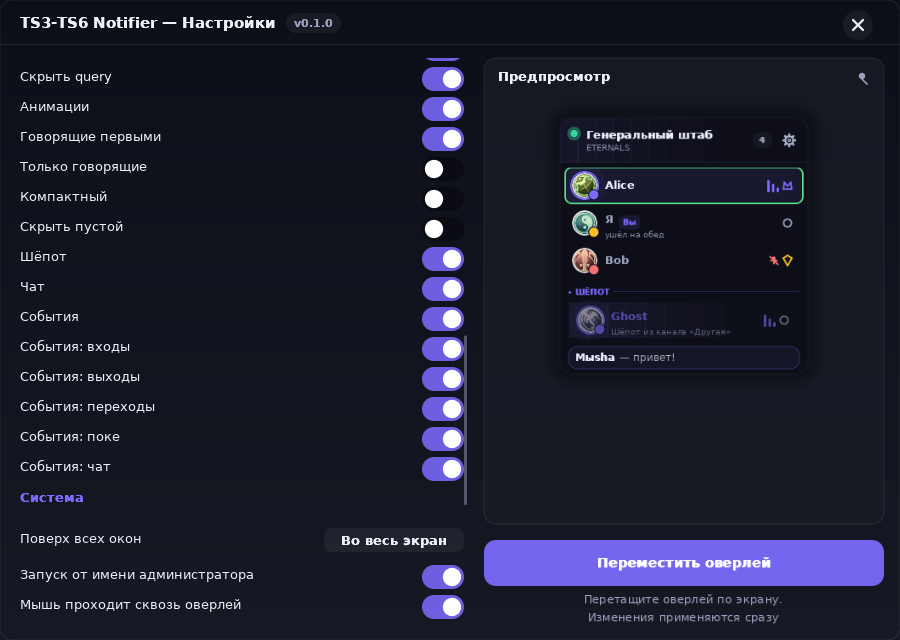 TS3-TS6 Notifier — Настройки v0.1.0
Скрыть query
Анимации
Говорящие первыми
Только говорящие
Компактный
Скрыть пустой
Шёпот
Чат
События
События: входы
События: выходы
События: переходы
События: поке
События: чат
Система
Поверх всех окон
Во весь экран
Запуск от имени администратора
Мышь проходит сквозь оверлей
Предпросмотр
Генеральный штаб
4
ETERNALS
Alice
Я Вы
ушёл на обед
Bob
• ШЁПОТ
Ghost
Шёпот из канала «Другая»
Мыsha — привет!
Переместить оверлей
Перетащите оверлей по экрану.
Изменения применяются сразу